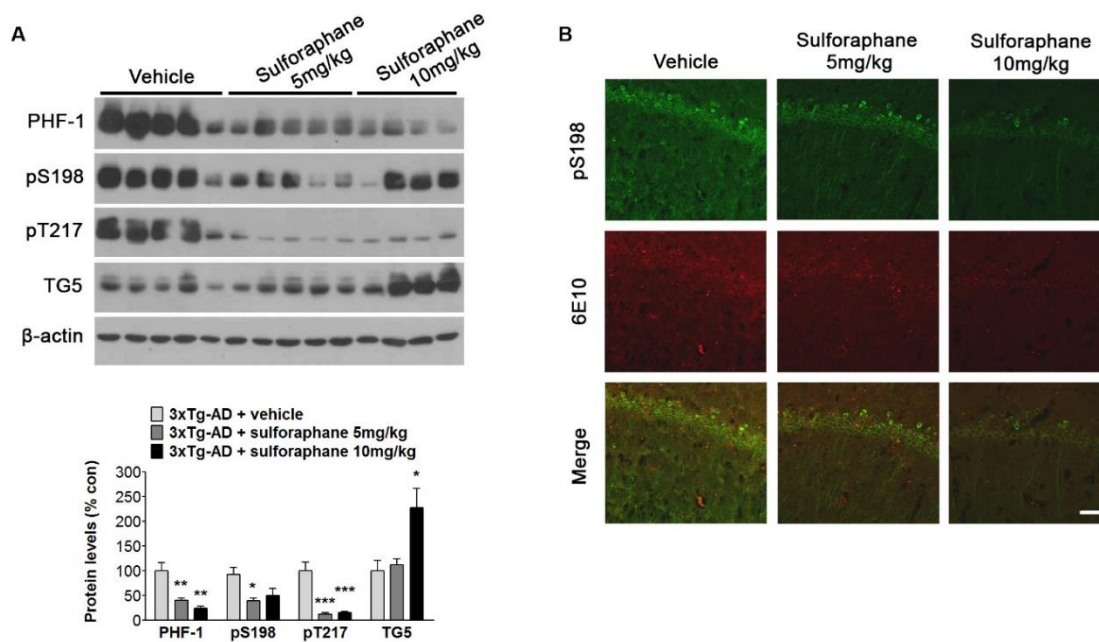 A
Vehicle
Sulforaphane
5mg/kg
Sulforaphane
10mg/kg
PHF-1
pS198
pT217
TG5
β-actin
3xTg-AD + vehicle
3xTg-AD + sulforaphane 5mg/kg
3xTg-AD + sulforaphane 10mg/kg
Protein levels (% con)
300
250
200
150
100
50
0
**
**
*
***
***
*
PHF-1
pS198
pT217
TG5
B
Vehicle
Sulforaphane
5mg/kg
Sulforaphane
10mg/kg
pS198
6E10
Merge